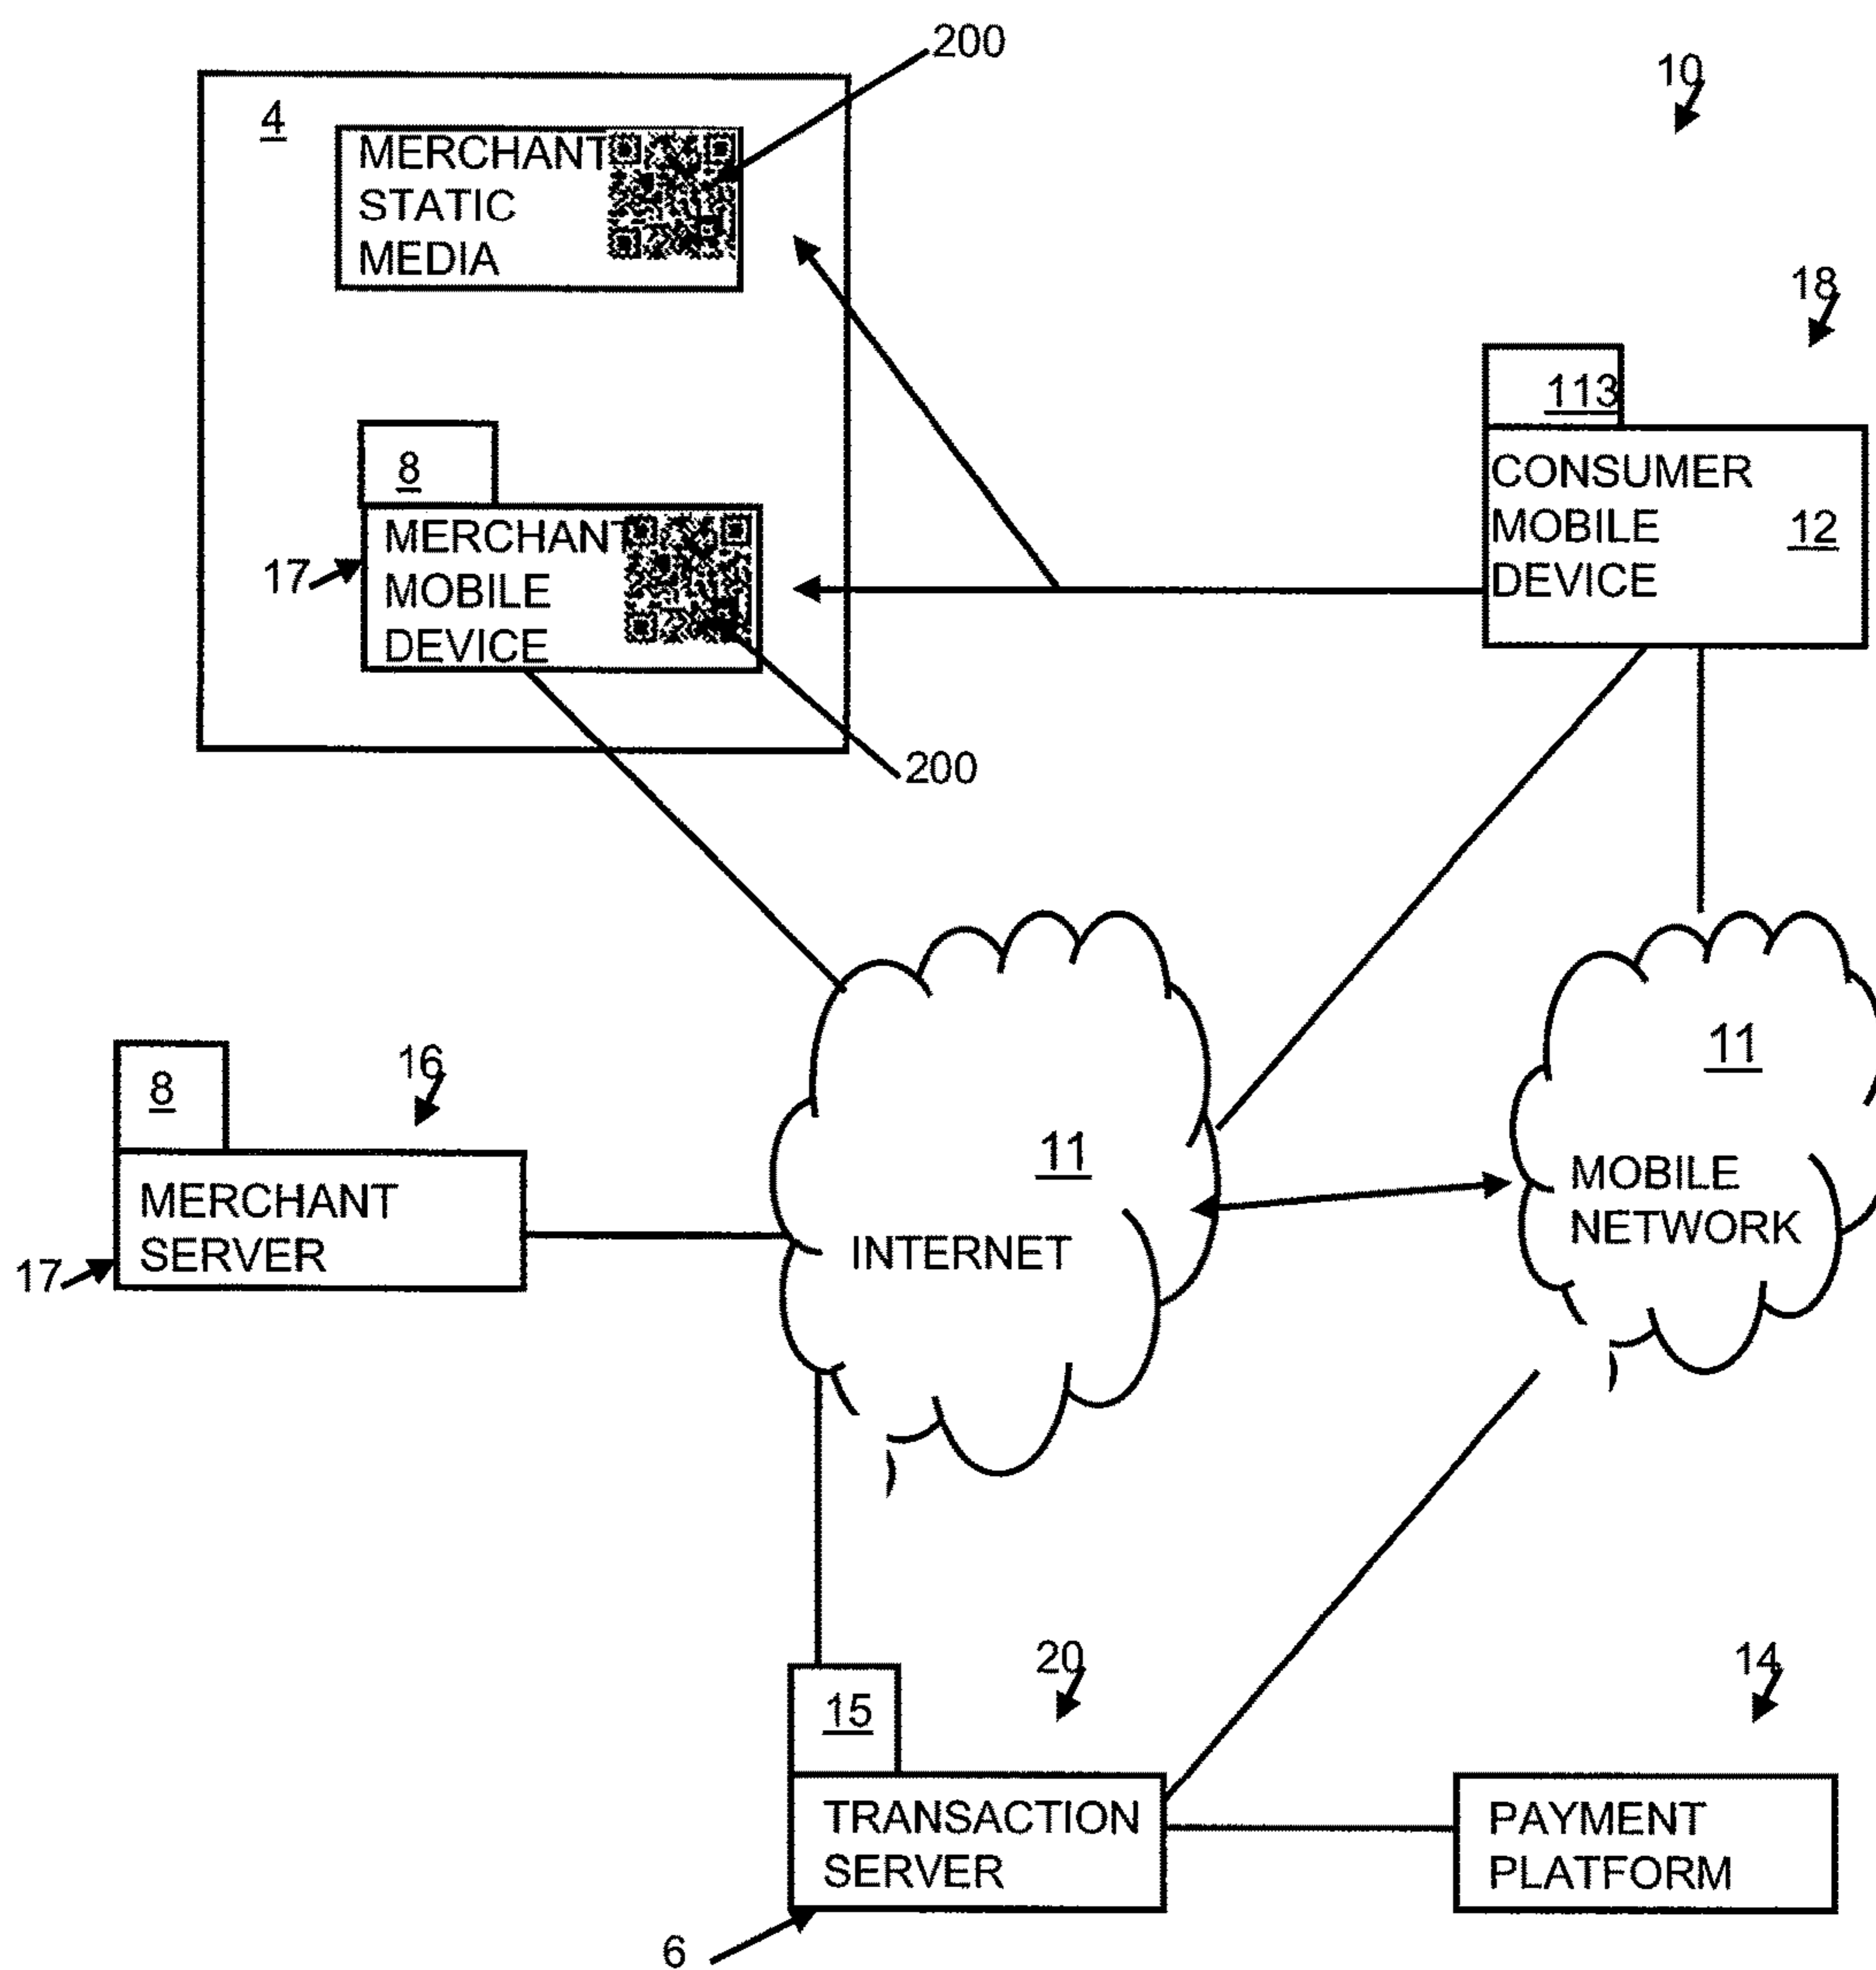 200
10
4
MERCHANT
STATIC
MEDIA
18
113
8
CONSUMER
MOBILE
DEVICE
12
MERCHANT
MOBILE
DEVICE
17
200
11
16
8
11
MOBILE
NETWORK
MERCHANT
SERVER
INTERNET
17
20
14
15
TRANSACTION
SERVER
PAYMENT
PLATFORM
6